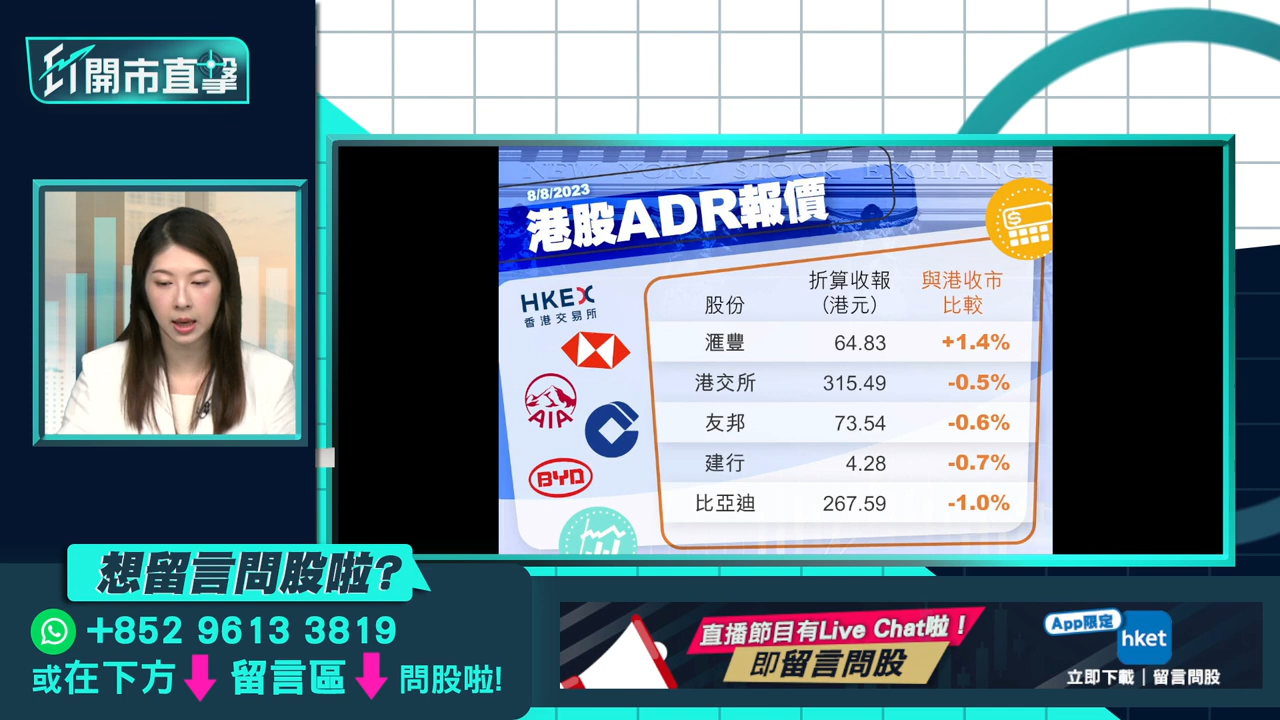 ET開市直擊
NEW YORK STOCK EXCHANGE
8/8/2023
港股ADR報價
HKEX
香港交易所
AIA
BYD
股份
折算收報
(港元)
與港收市
比較
滙豐 64.83 +1.4%
港交所 315.49 -0.5%
友邦 73.54 -0.6%
建行 4.28 -0.7%
比亞迪 267.59 -1.0%
想留言問股啦?
+852 9613 3819
或在下方 留言區 問股啦!
直播節目有Live Chat啦!
即留言問股
App限定
hket
立即下載|留言問股